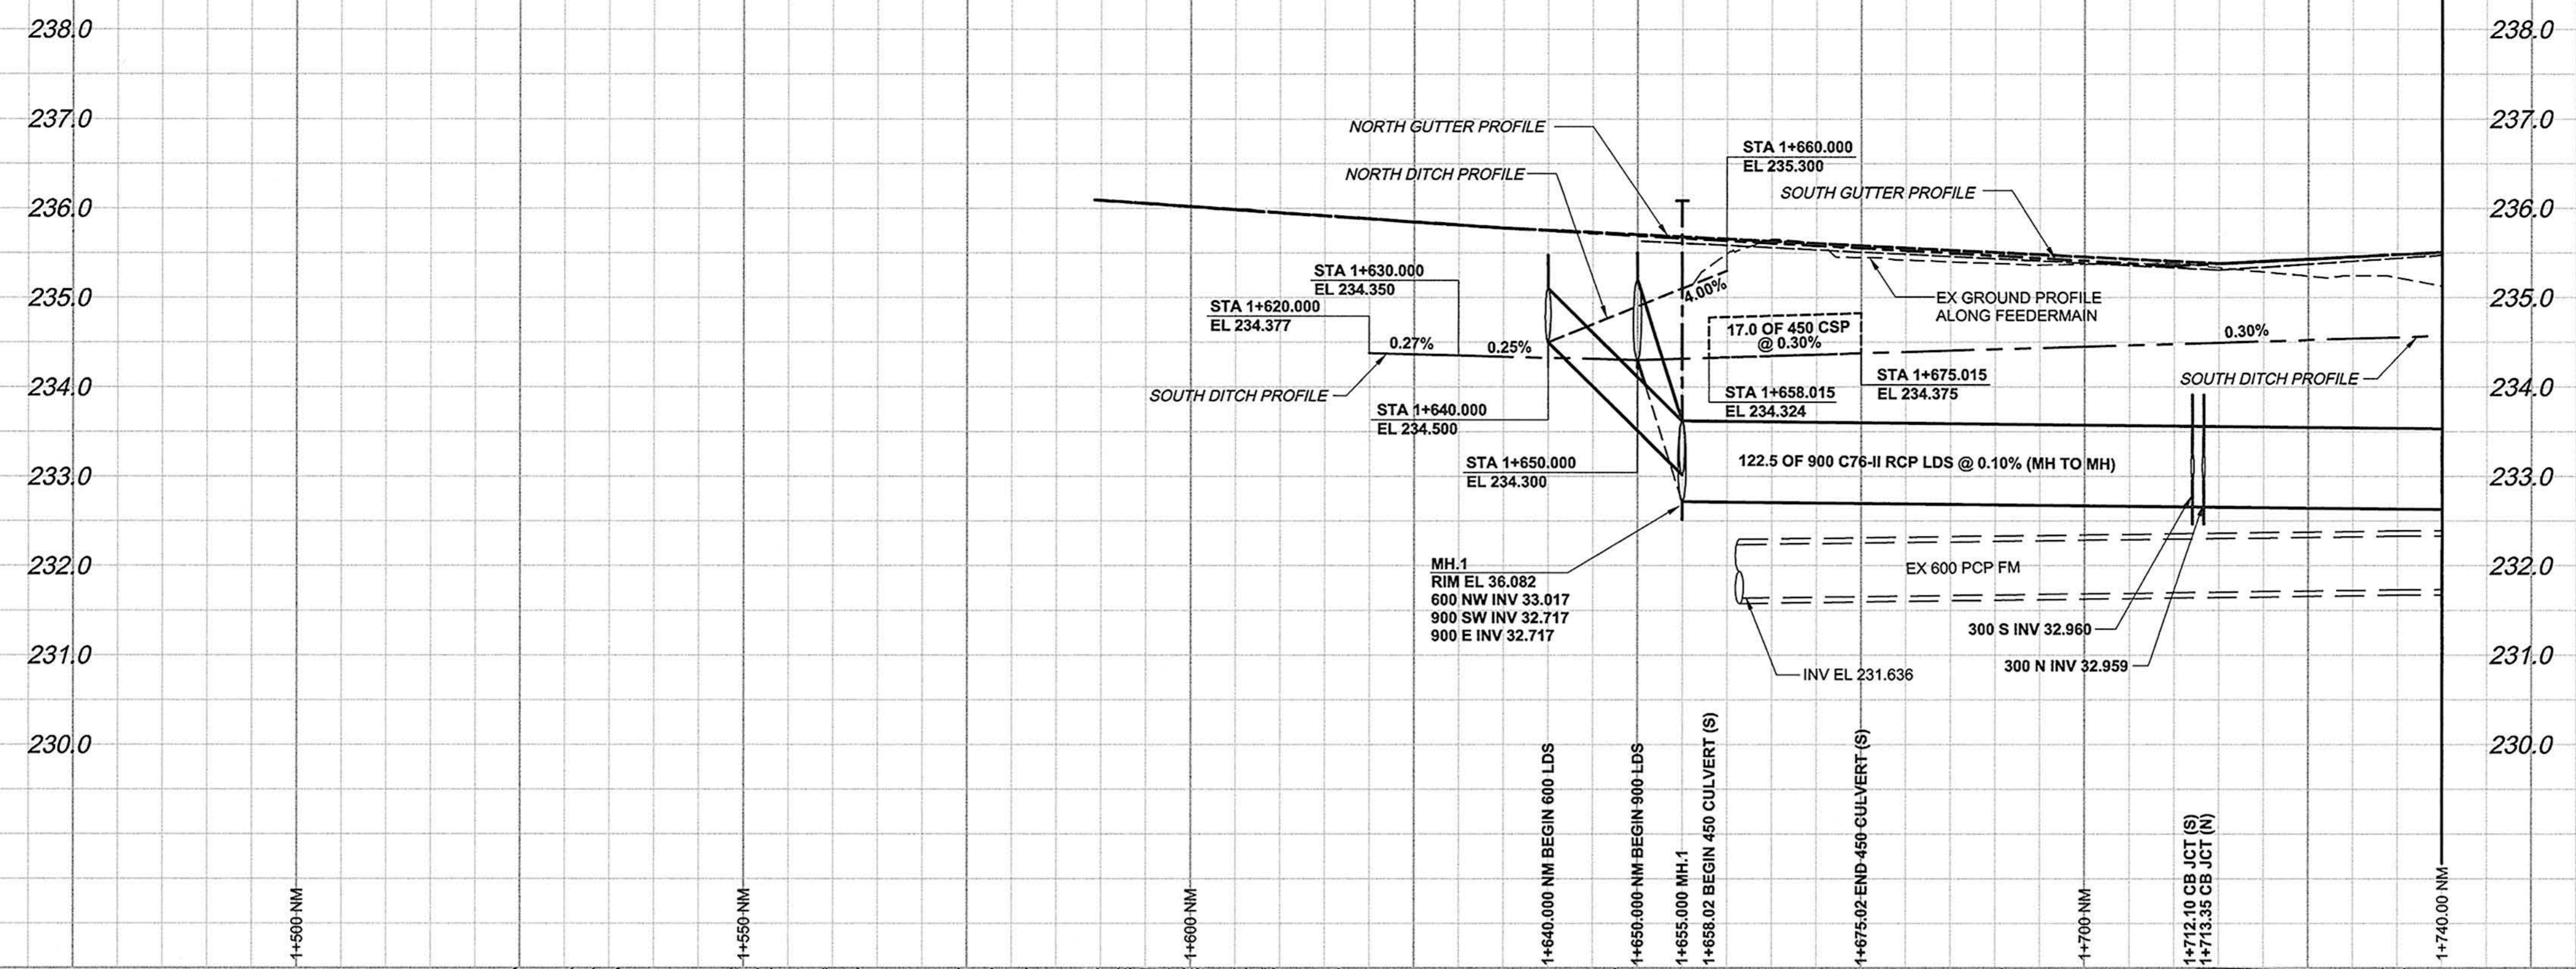 238.0
238.0
237.0
237.0
NORTH GUTTER PROFILE
STA 1+660.000
EL 235.300
NORTH DITCH PROFILE
SOUTH GUTTER PROFILE
236.0
236.0
STA 1+630.000
EL 234.350
4.00%
235.0
235.0
EX GROUND PROFILE
ALONG FEEDERMAIN
STA 1+620.000
EL 234.377
17.0 OF 450 CSP
@ 0.30%
0.30%
0.27%
0.25%
234.0
234.0
STA 1+675.015
EL 234.375
SOUTH DITCH PROFILE
SOUTH DITCH PROFILE
STA 1+658.015
EL 234.324
STA 1+640.000
EL 234.500
STA 1+650.000
EL 234.300
122.5 OF 900 C76-II RCP LDS @ 0.10% (MH TO MH)
233.0
233.0
MH.1
RIM EL 36.082
600 NW INV 33.017
900 SW INV 32.717
900 E INV 32.717
232.0
232.0
EX 600 PCP FM
300 S INV 32.960
231.0
231.0
300 N INV 32.959
INV EL 231.636
230.0
230.0
1+500 NM
1+550 NM
1+600 NM
1+640.000 NM BEGIN 600 LDS
1+650.000 NM BEGIN 900 LDS
1+655.000 MH.1
1+658.02 BEGIN 450 CULVERT (S)
1+675.02 END 450 CULVERT (S)
1+700 NM
1+712.10 CB JCT (S)
1+713.35 CB JCT (N)
1+740.00 NM